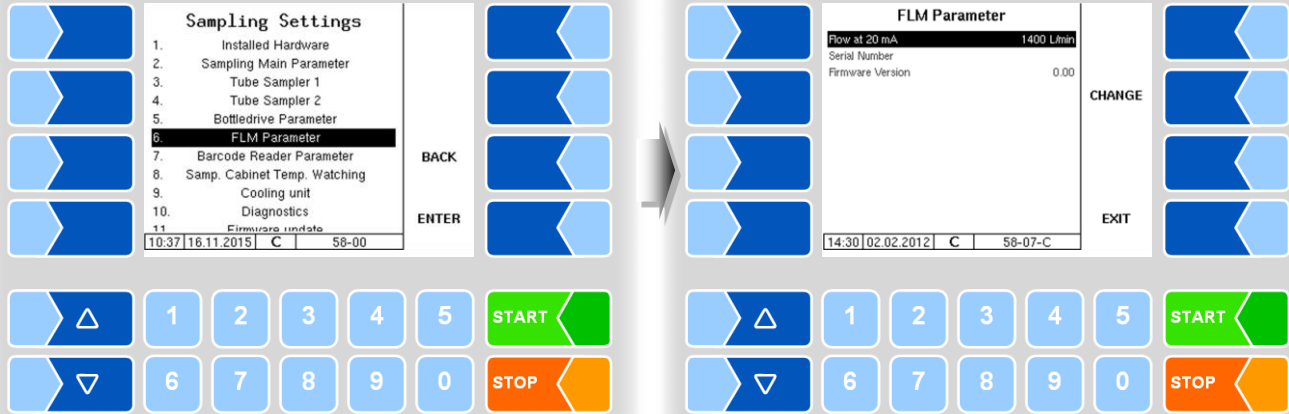 Sampling Settings
1. Installed Hardware
2. Sampling Main Parameter
3. Tube Sampler 1
4. Tube Sampler 2
5. Bottledrive Parameter
6. FLM Parameter
7. Barcode Reader Parameter
8. Samp. Cabinet Temp. Watching
9. Cooling unit
10. Diagnostics
11. Firmware update
BACK
ENTER
10:37 16.11.2015 C 58-00
1 2 3 4 5 START
6 7 8 9 0 STOP
FLM Parameter
Flow at 20 mA 1400 L/min
Serial Number
Firmware Version 0.00
CHANGE
EXIT
14:30 02.02.2012 C 58-07-C
1 2 3 4 5 START
6 7 8 9 0 STOP